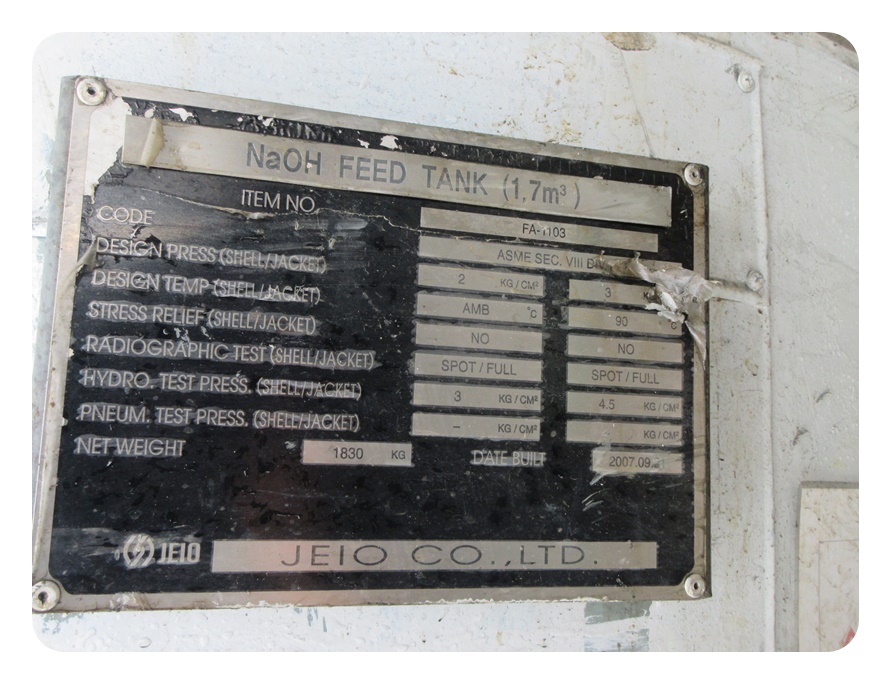 NaOH FEED TANK (1,7m³)
ITEM NO FA-1103
CODE ASME SEC. VIII
DESIGN PRESS (SHELL/JACKET) 2 KG / CM² 3
DESIGN TEMP (SHELL/JACKET) AMB °C 90 °C
STRESS RELIEF (SHELL/JACKET) NO NO
RADIOGRAPHIC TEST (SHELL/JACKET) SPOT / FULL SPOT / FULL
HYDRO. TEST PRESS. (SHELL/JACKET) 3 KG / CM² 4.5 KG / CM²
PNEUM. TEST PRESS. (SHELL/JACKET) – KG / CM² KG / CM²
NET WEIGHT 1830 KG DATE BUILT 2007.09.21
JEIO JEIO CO.,LTD.